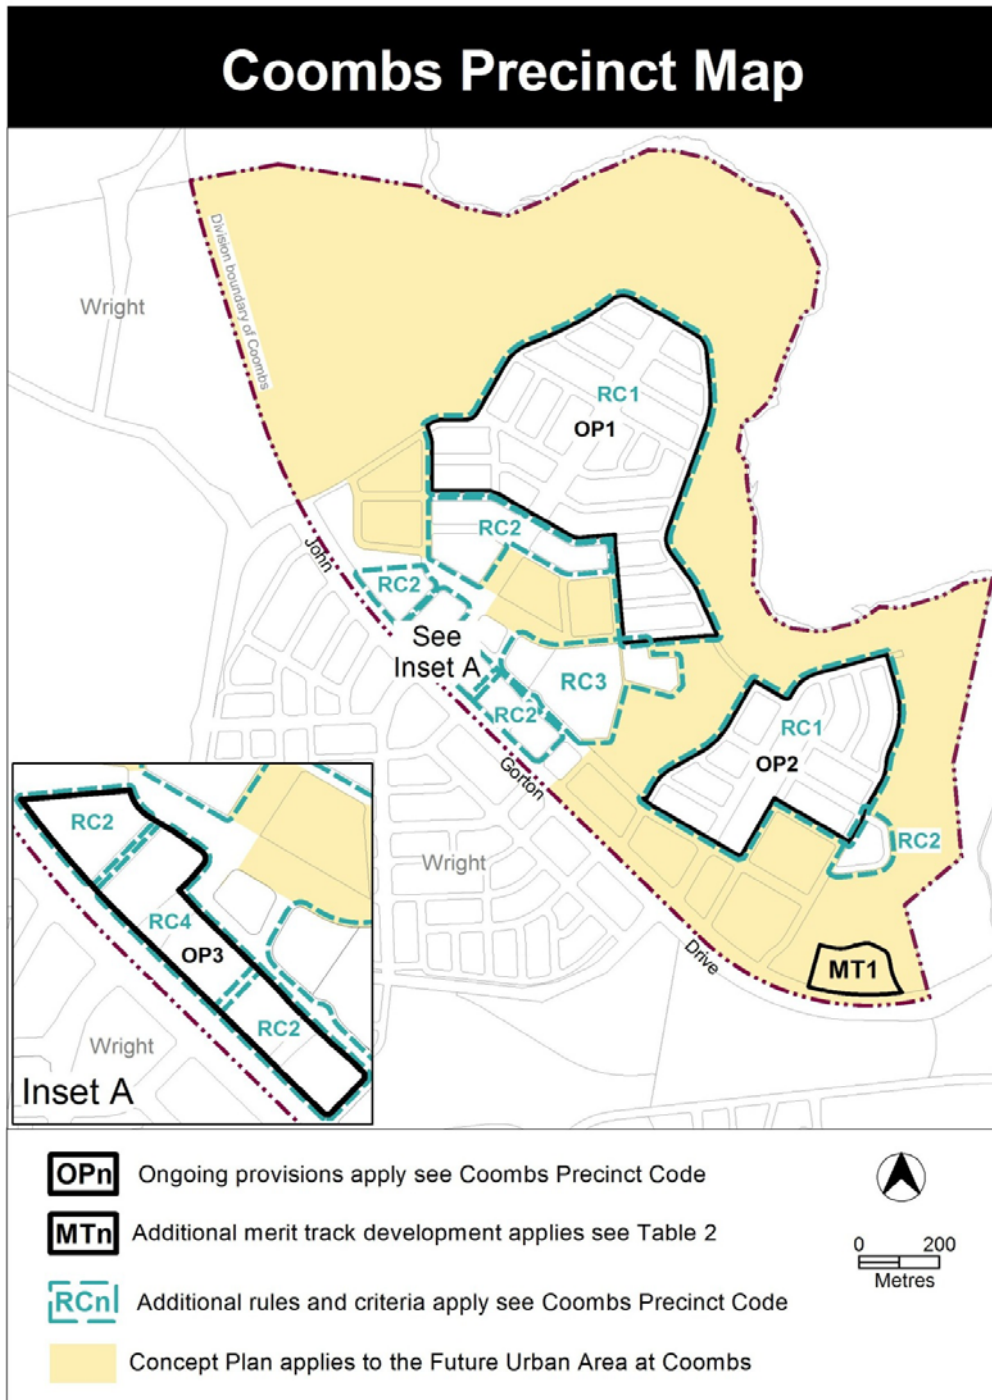 Coombs Precinct Map
Division boundary of Coombs
Wright
RC1
OP1
RC2
John
RC2
See
Inset A
RC3
RC2
RC1
OP2
Gorton
RC2
Wright
Drive
MT1
RC2
RC4
OP3
RC2
Wright
Inset A
OPn Ongoing provisions apply see Coombs Precinct Code
MTn Additional merit track development applies see Table 2
RCn Additional rules and criteria apply see Coombs Precinct Code
Concept Plan applies to the Future Urban Area at Coombs
0 200
Metres